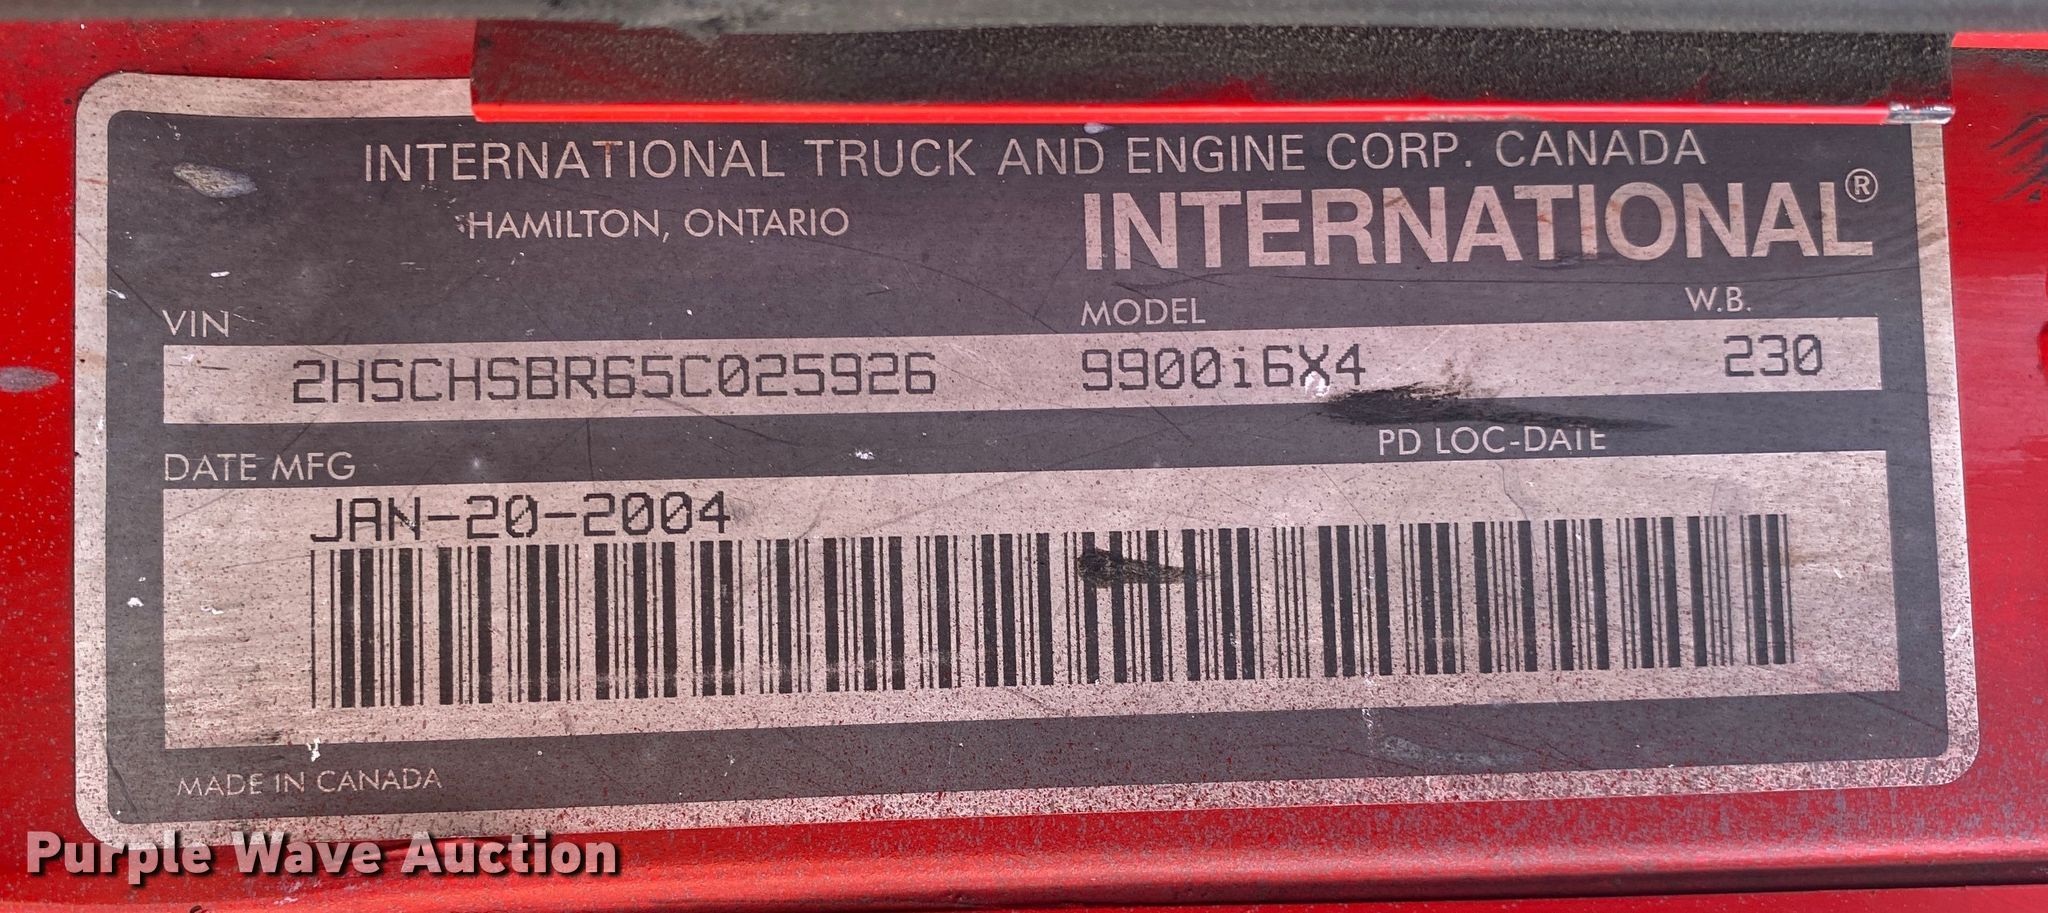 INTERNATIONAL TRUCK AND ENGINE CORP. CANADA
HAMILTON, ONTARIO
INTERNATIONAL®
VIN MODEL W.B.
2HSCHSBR65C025926 9900i6X4 230
DATE MFG PD LOC-DATE
JAN-20-2004
MADE IN CANADA
Purple Wave Auction